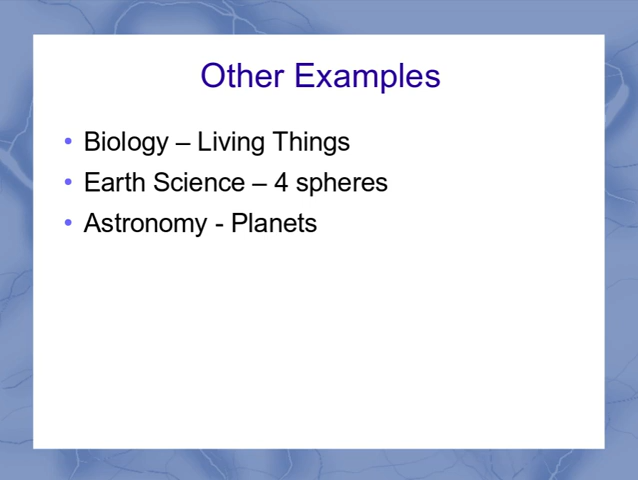 Other Examples
• Biology – Living Things
• Earth Science – 4 spheres
• Astronomy - Planets